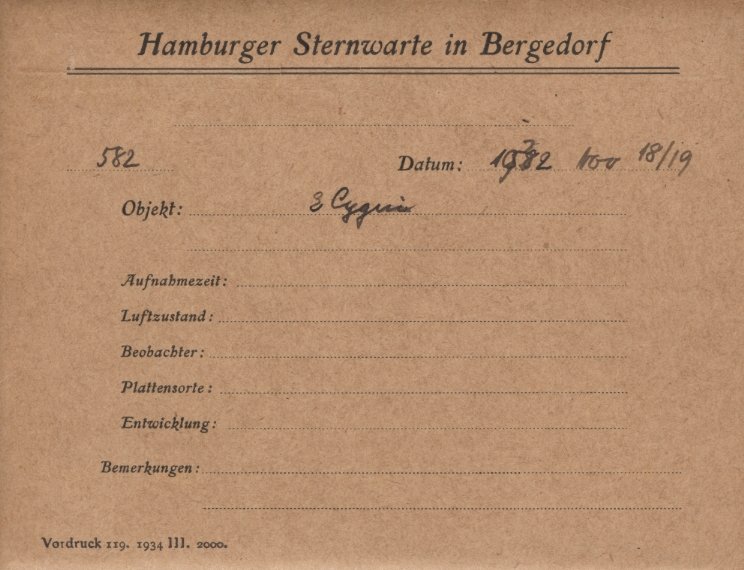 Hamburger Sternwarte in Bergedorf
582 Datum: Nov 18/19
Objekt: Cygni
Aufnahmezeit:
Luftzustand:
Beobachter:
Plattensorte:
Entwicklung:
Bemerkungen:
Vordruck 119. 1934 III. 2000.